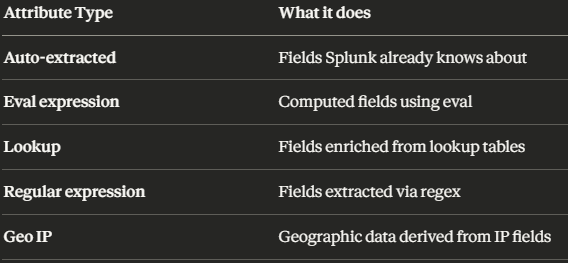 Attribute Type What it does
Auto-extracted Fields Splunk already knows about
Eval expression Computed fields using eval
Lookup Fields enriched from lookup tables
Regular expression Fields extracted via regex
Geo IP Geographic data derived from IP fields